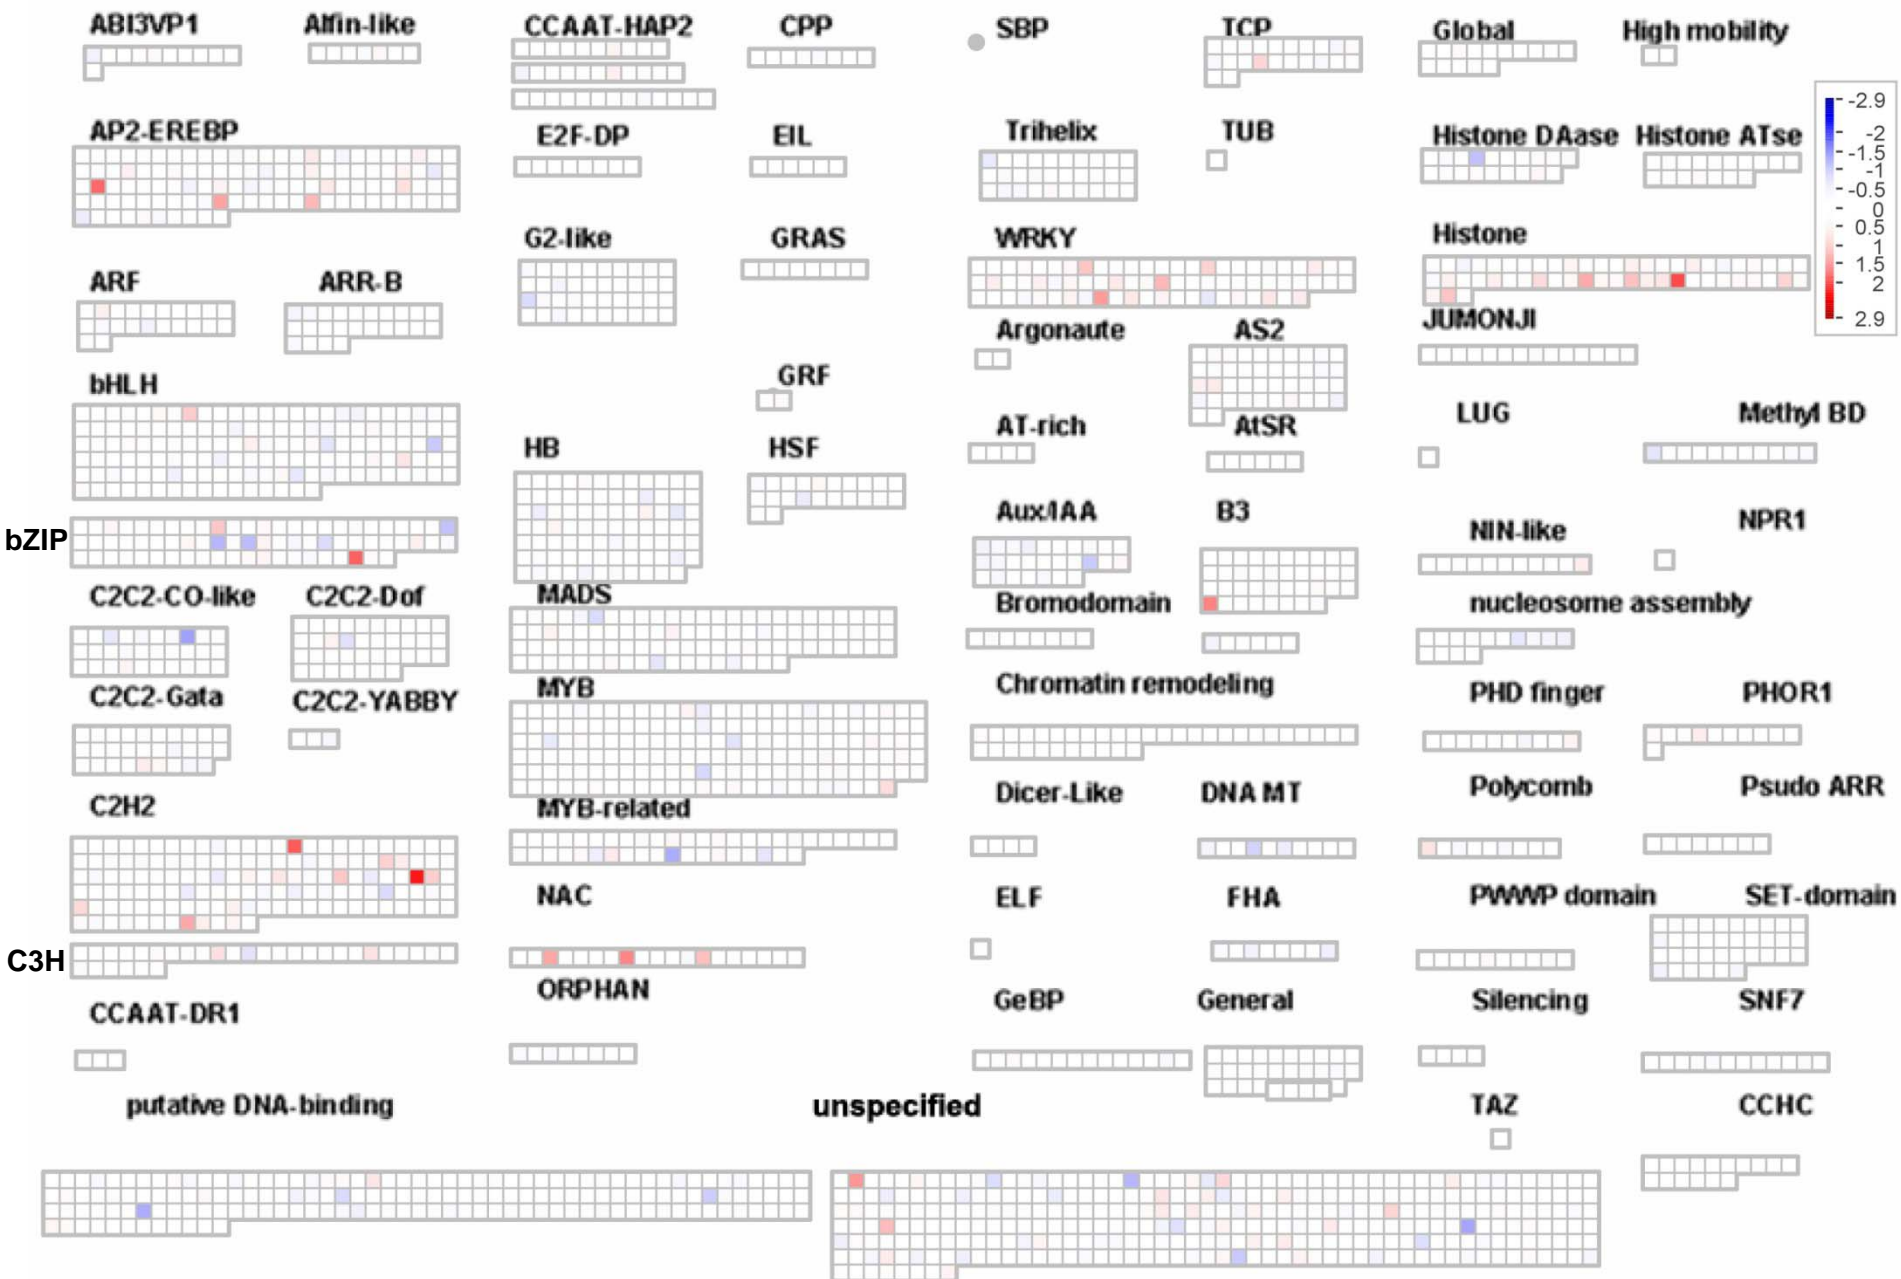 ABI3VP1
Alfin-like
CCAAT-HAP2
CPP
SBP
TCP
Global
High mobility
-2.9
-2
-1.5
-1
-0.5
0
0.5
1
1.5
2
2.9
AP2-EREBP
E2F-DP
EIL
Trihelix
TUB
Histone DAase
Histone ATse
G2-like
GRAS
WRKY
Histone
ARF
ARR-B
Argonaute
AS2
JUMONJI
bHLH
GRF
LUG
Methyl BD
HB
HSF
AT-rich
AtSR
bZIP
Aux/IAA
B3
NIN-like
NPR1
C2C2-CO-like
C2C2-Dof
MADS
Bromodomain
nucleosome assembly
C2C2-Gata
C2C2-YABBY
MYB
Chromatin remodeling
PHD finger
PHOR1
C2H2
MYB-related
Dicer-Like
DNA MT
Polycomb
Psudo ARR
NAC
ELF
FHA
PWWP domain
SET-domain
C3H
ORPHAN
GeBP
General
Silencing
SNF7
CCAAT-DR1
putative DNA-binding
unspecified
TAZ
CCHC